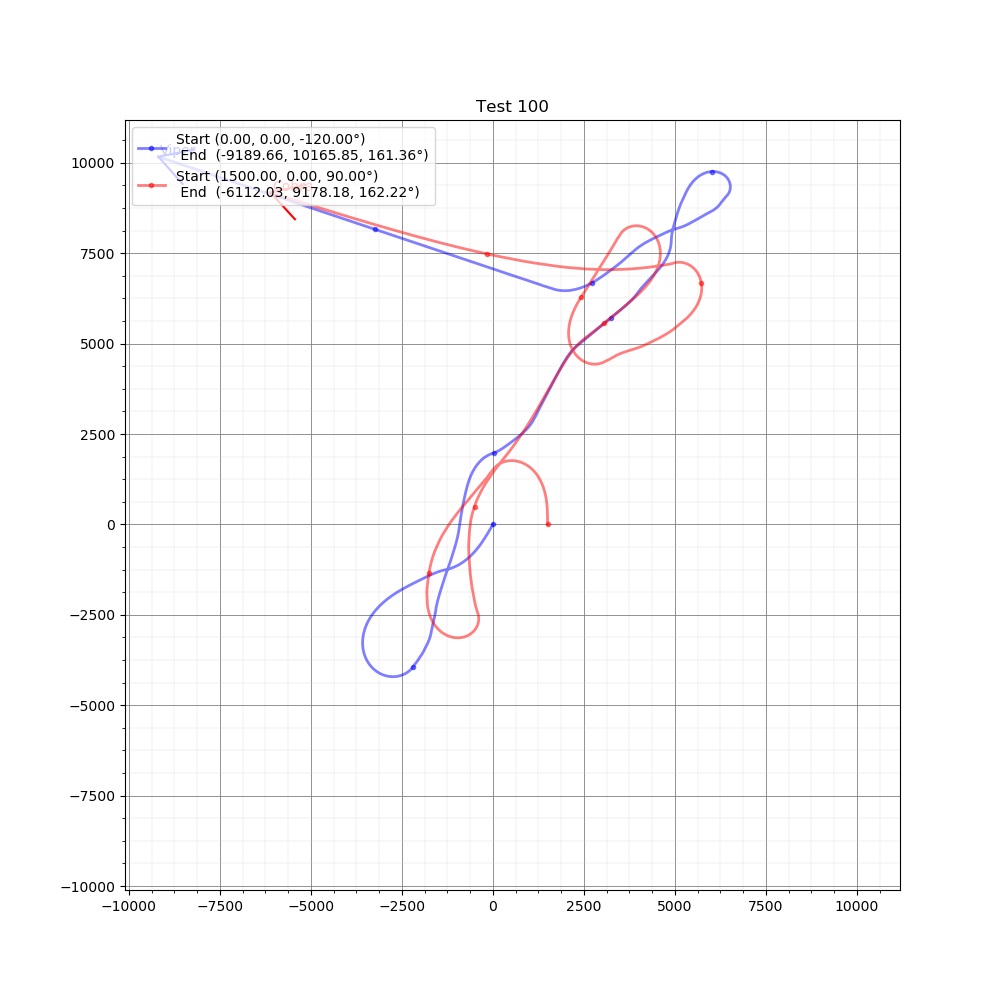 Test 100
Start (0.00, 0.00, -120.00°)
End (-9189.66, 10165.85, 161.36°)
Start (1500.00, 0.00, 90.00°)
End (-6112.03, 9178.18, 162.22°)
10000
7500
5000
2500
0
−2500
−5000
−7500
−10000
−10000 −7500 −5000 −2500 0 2500 5000 7500 10000